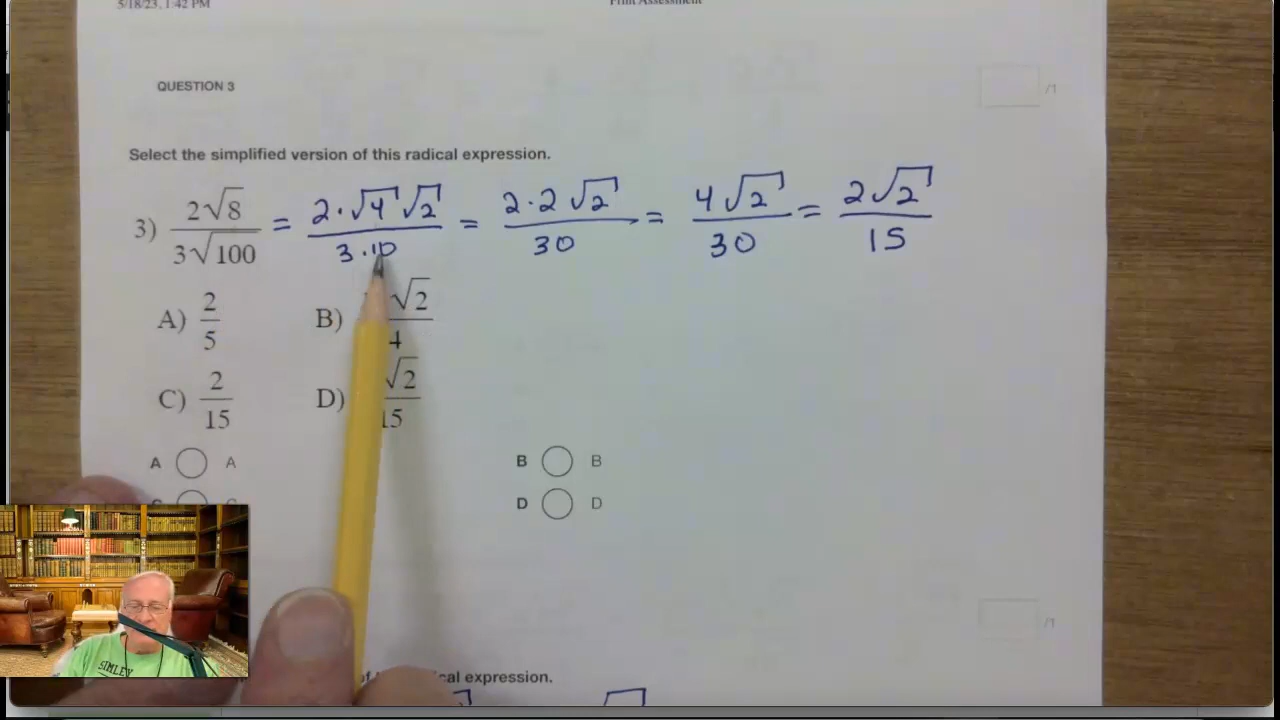 5/18/23, 1:42 PM Print Assessment
QUESTION 3 /1
Select the simplified version of this radical expression.
3) 2√8 / 3√100 = 2·√4 √2 / 3·10 = 2·2√2 / 30 = 4√2 / 30 = 2√2 / 15
A) 2/5 B) √2 / 4
C) 2/15 D) √2 / 15
A A B B
D D
/1
SIMLEY
cal expression.